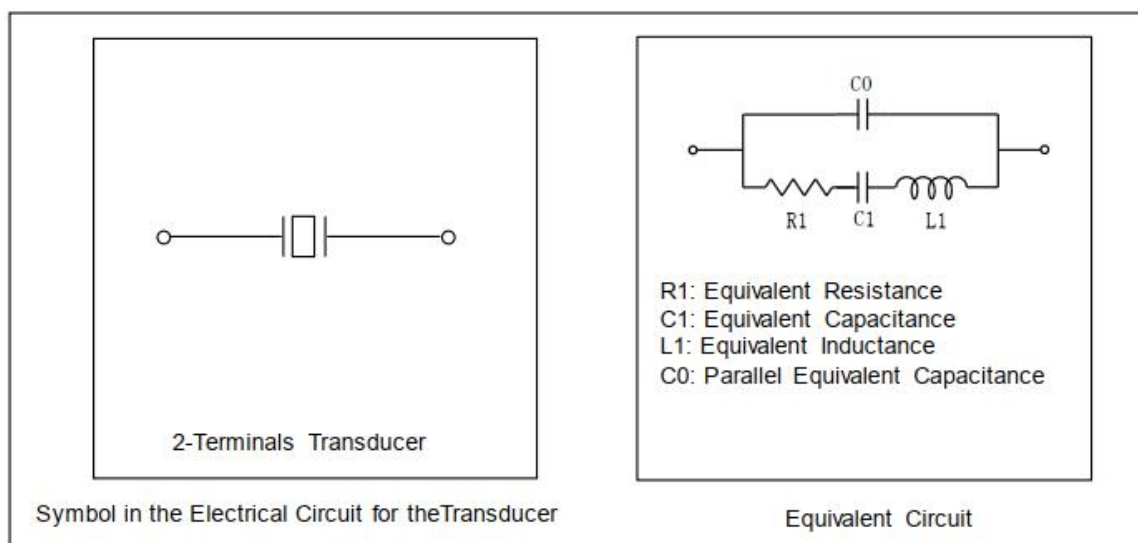 2-Terminals Transducer
Symbol in the Electrical Circuit for theTransducer
C0
R1 C1 L1
R1: Equivalent Resistance
C1: Equivalent Capacitance
L1: Equivalent Inductance
C0: Parallel Equivalent Capacitance
Equivalent Circuit